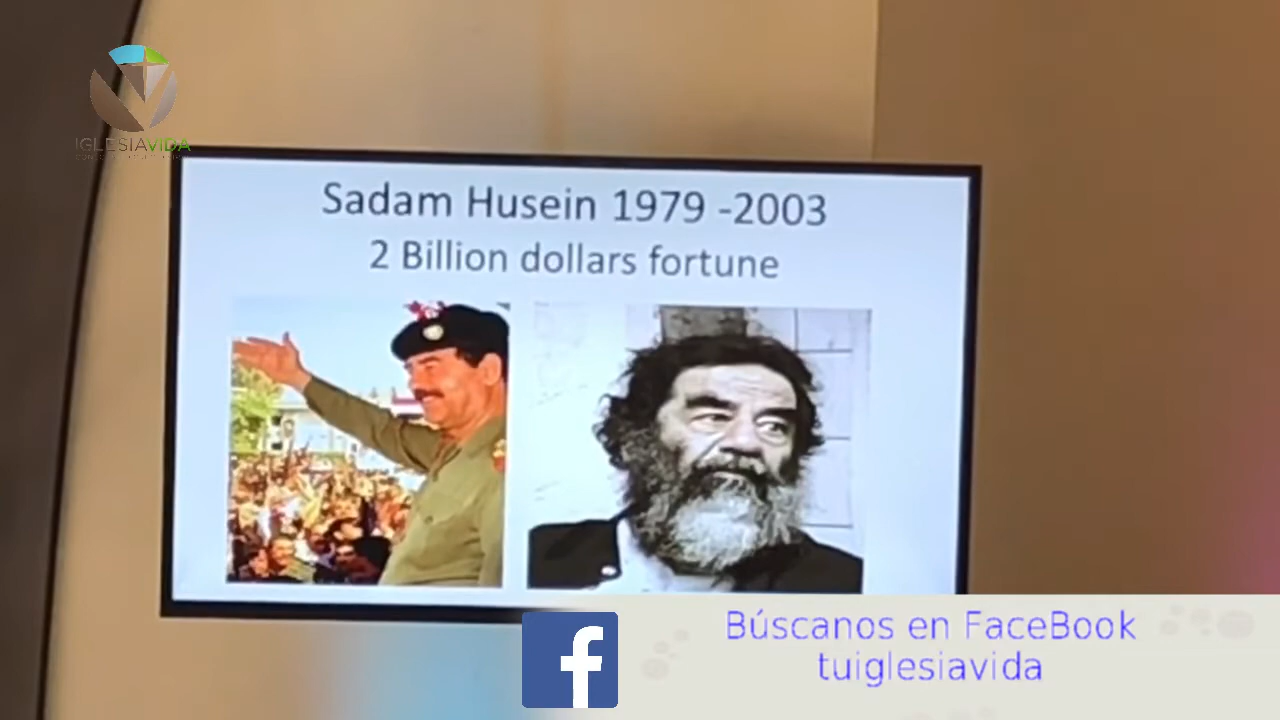 IGLESIAVIDA
Sadam Husein 1979 -2003
2 Billion dollars fortune
Búscanos en FaceBook
tuiglesiavida